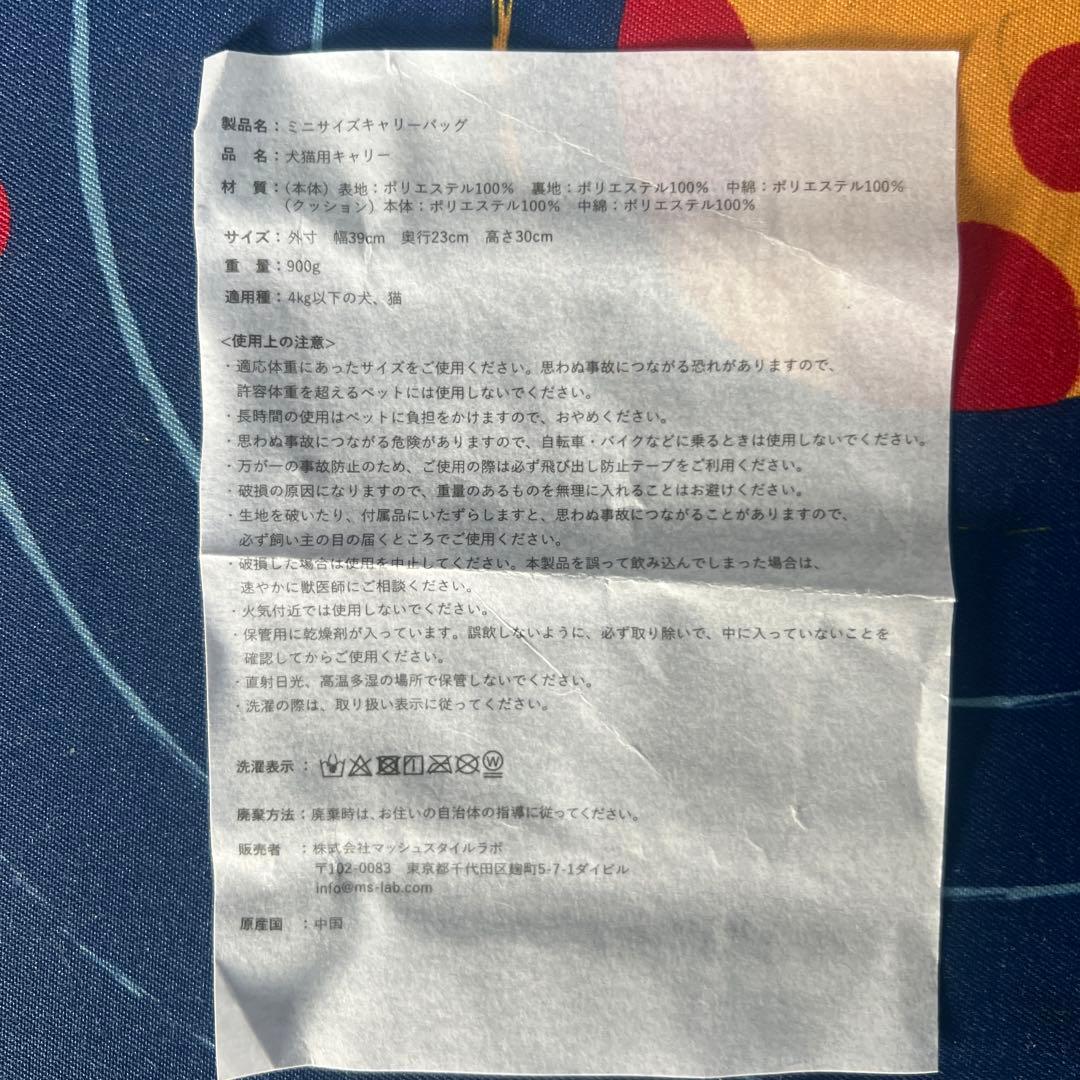 製品名：ミニサイズキャリーバッグ
品　名：犬猫用キャリー
材　質：（本体）表地：ポリエステル100%　裏地：ポリエステル100%　中綿：ポリエステル100%
（クッション）本体：ポリエステル100%　中綿：ポリエステル100%
サイズ：外寸　幅39cm　奥行23cm　高さ30cm
重　量：900g
適用種：4kg以下の犬、猫
<使用上の注意>
・適応体重にあったサイズをご使用ください。思わぬ事故につながる恐れがありますので、
許容体重を超えるペットには使用しないでください。
・長時間の使用はペットに負担をかけますので、おやめください。
・思わぬ事故につながる危険がありますので、自転車・バイクなどに乗るときは使用しないでください。
・万が一の事故防止のため、ご使用の際は必ず飛び出し防止テープをご利用ください。
・破損の原因になりますので、重量のあるものを無理に入れることはお避けください。
・生地を破いたり、付属品にいたずらしますと、思わぬ事故につながることがありますので、
必ず飼い主の目の届くところでご使用ください。
・破損した場合は使用を中止してください。本製品を誤って飲み込んでしまった場合は、
速やかに獣医師にご相談ください。
・火気付近では使用しないでください。
・保管用に乾燥剤が入っています。誤飲しないように、必ず取り除いで、中に入っていないことを
確認してからご使用ください。
・直射日光、高温多湿の場所で保管しないでください。
・洗濯の際は、取り扱い表示に従ってください。
洗濯表示：W
廃棄方法：廃棄時は、お住いの自治体の指導に従ってください。
販売者　：株式会社マッシュスタイルラボ
〒102-0083　東京都千代田区麹町5-7-1ダイビル
info@ms-lab.com
原産国　：中国